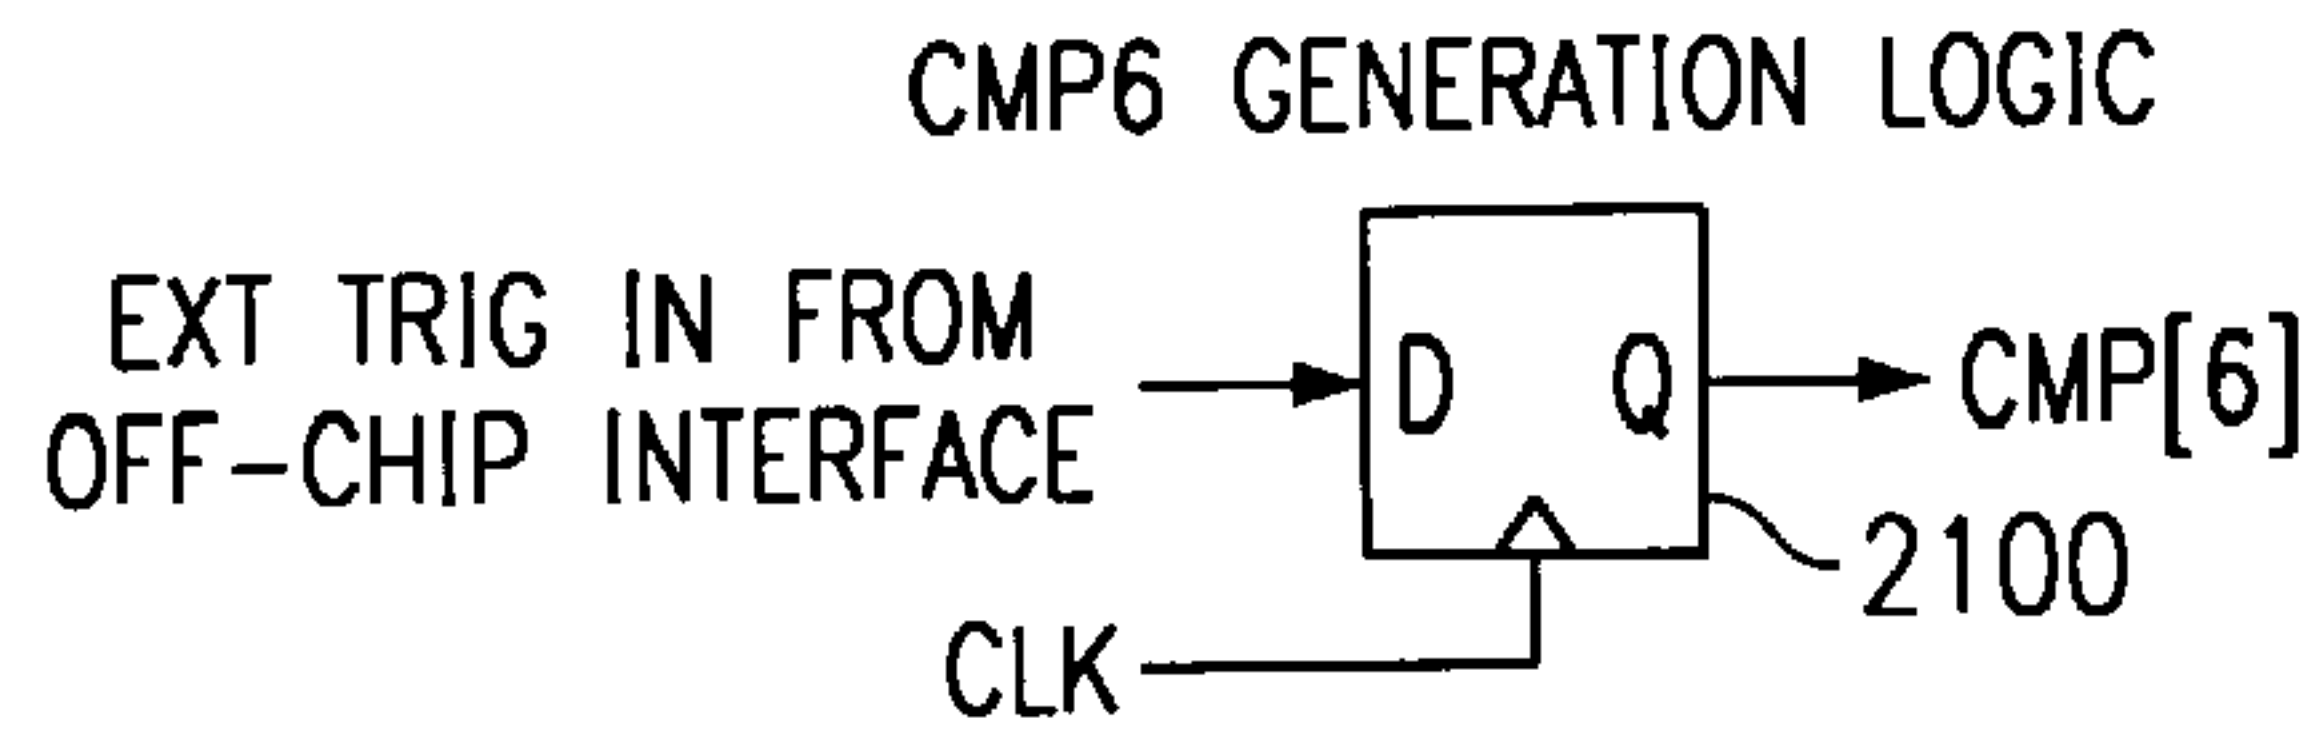 CMP6 GENERATION LOGIC
EXT TRIG IN FROM
OFF-CHIP INTERFACE
D Q
CMP[6]
2100
CLK